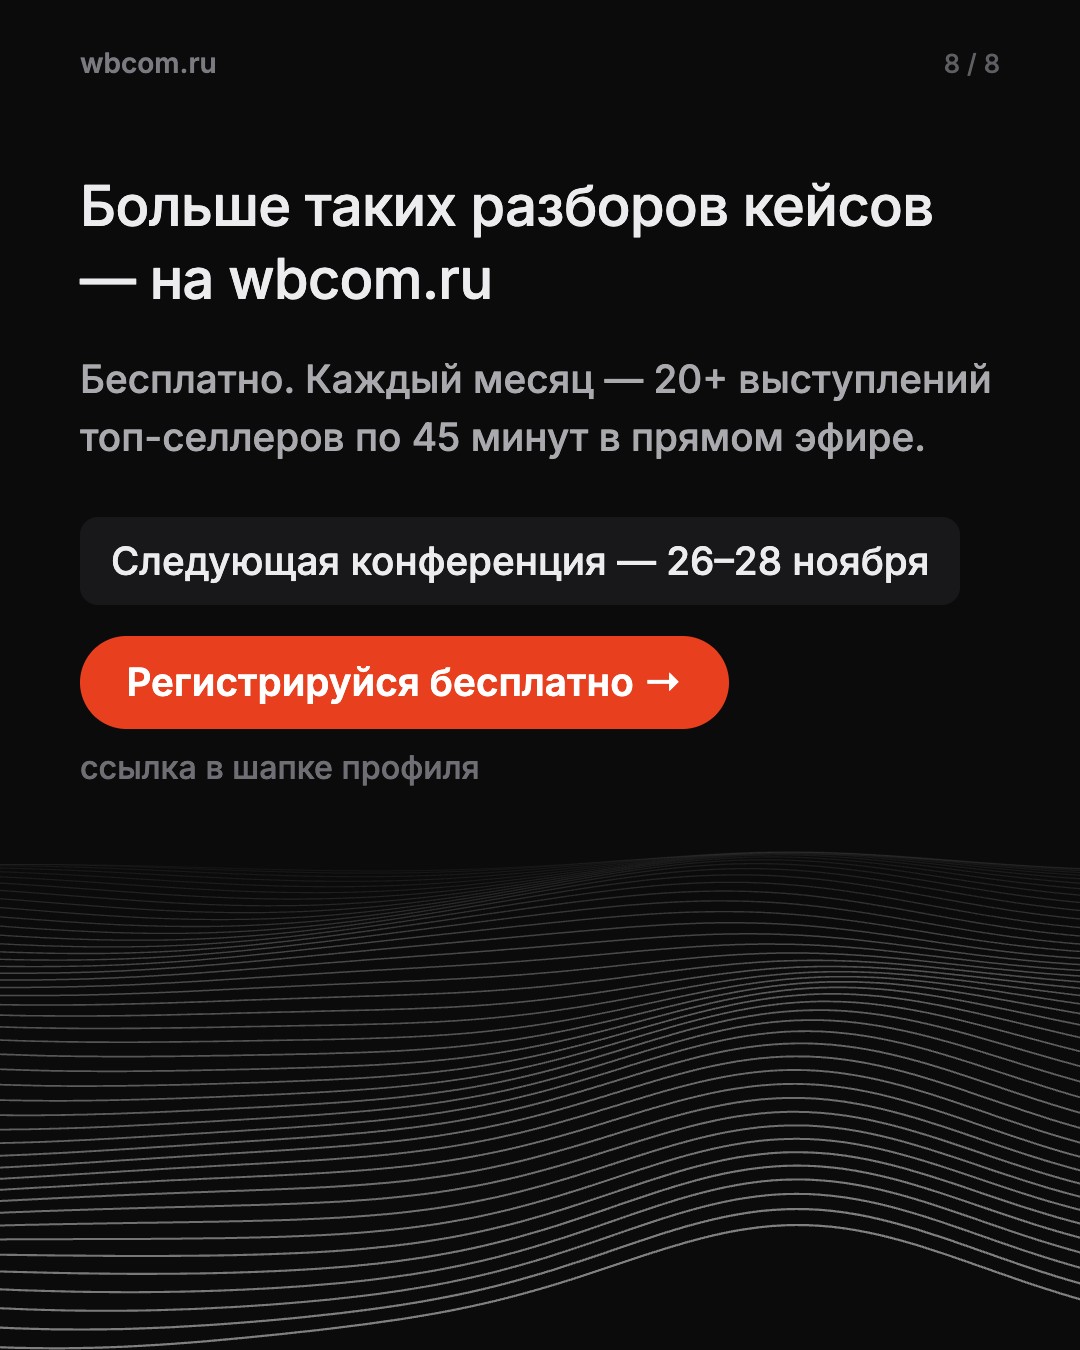 wbcom.ru
8 / 8
Больше таких разборов кейсов
— на wbcom.ru
Бесплатно. Каждый месяц — 20+ выступлений
топ-селлеров по 45 минут в прямом эфире.
Следующая конференция — 26–28 ноября
Регистрируйся бесплатно →
ссылка в шапке профиля